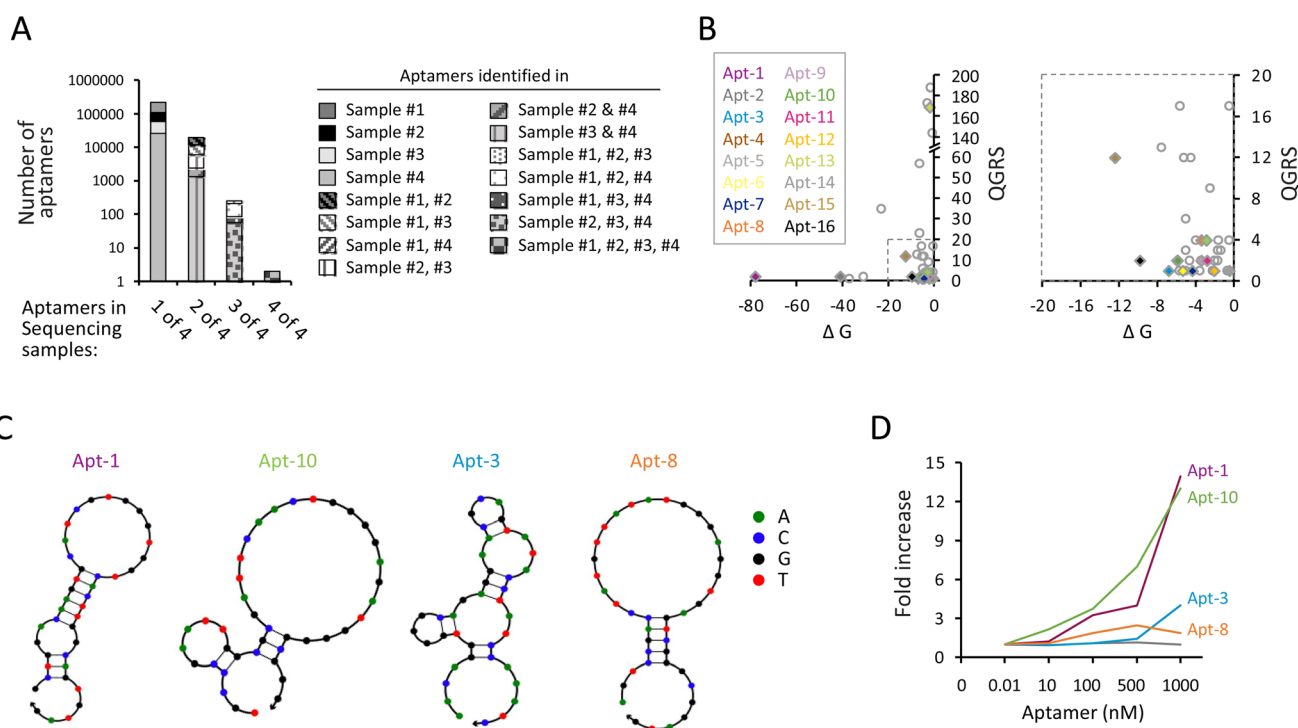 A
Number of
aptamers
1000000
100000
10000
1000
100
10
1
Aptamers in
Sequencing
samples:
1 of 4
2 of 4
3 of 4
4 of 4
Aptamers identified in
Sample #1
Sample #2
Sample #3
Sample #4
Sample #1, #2
Sample #1, #3
Sample #1, #4
Sample #2, #3
Sample #2 & #4
Sample #3 & #4
Sample #1, #2, #3
Sample #1, #2, #4
Sample #1, #3, #4
Sample #2, #3, #4
Sample #1, #2, #3, #4
B
Apt-1
Apt-2
Apt-3
Apt-4
Apt-5
Apt-6
Apt-7
Apt-8
Apt-9
Apt-10
Apt-11
Apt-12
Apt-13
Apt-14
Apt-15
Apt-16
200
180
160
140
60
50
40
30
20
10
0
QGRS
-80
-60
-40
-20
0
Δ G
20
16
12
8
4
0
QGRS
-20
-16
-12
-8
-4
0
Δ G
C
Apt-1
Apt-10
Apt-3
Apt-8
A
C
G
T
D
Fold increase
15
12
9
6
3
0
0
0.01
10
100
500
1000
Aptamer (nM)
Apt-1
Apt-10
Apt-3
Apt-8